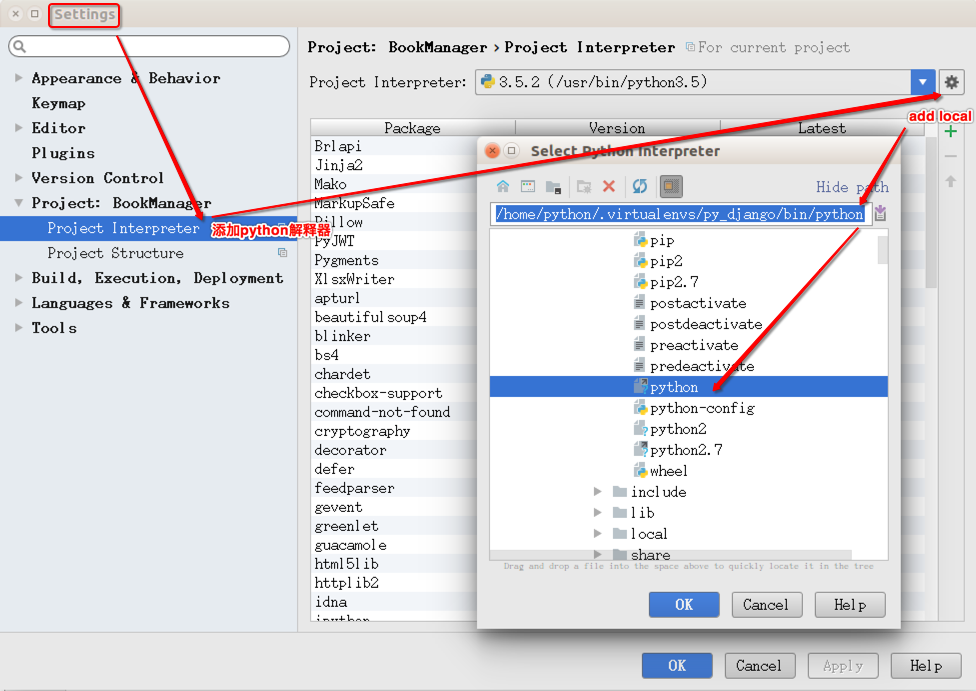 Settings
Project: BookManager › Project Interpreter For current project
Project Interpreter: 3.5.2 (/usr/bin/python3.5)
add local
Appearance & Behavior
Keymap
Editor
Plugins
Version Control
Project: BookManager
Project Interpreter
添加python解释器
Project Structure
Build, Execution, Deployment
Languages & Frameworks
Tools
Package Version Latest
Brlapi
Jinja2
Mako
MarkupSafe
Pillow
PyJWT
Pygments
XlsxWriter
apturl
beautifulsoup4
blinker
bs4
chardet
checkbox-support
command-not-found
cryptography
decorator
defer
feedparser
gevent
greenlet
guacamole
html5lib
httplib2
idna
ipython
Select Python Interpreter
Hide path
/home/python/.virtualenvs/py_django/bin/python
pip
pip2
pip2.7
postactivate
postdeactivate
preactivate
predeactivate
python
python-config
python2
python2.7
wheel
include
lib
local
share
Drag and drop a file into the space above to quickly locate it in the tree
OK Cancel Help
OK Cancel Apply Help